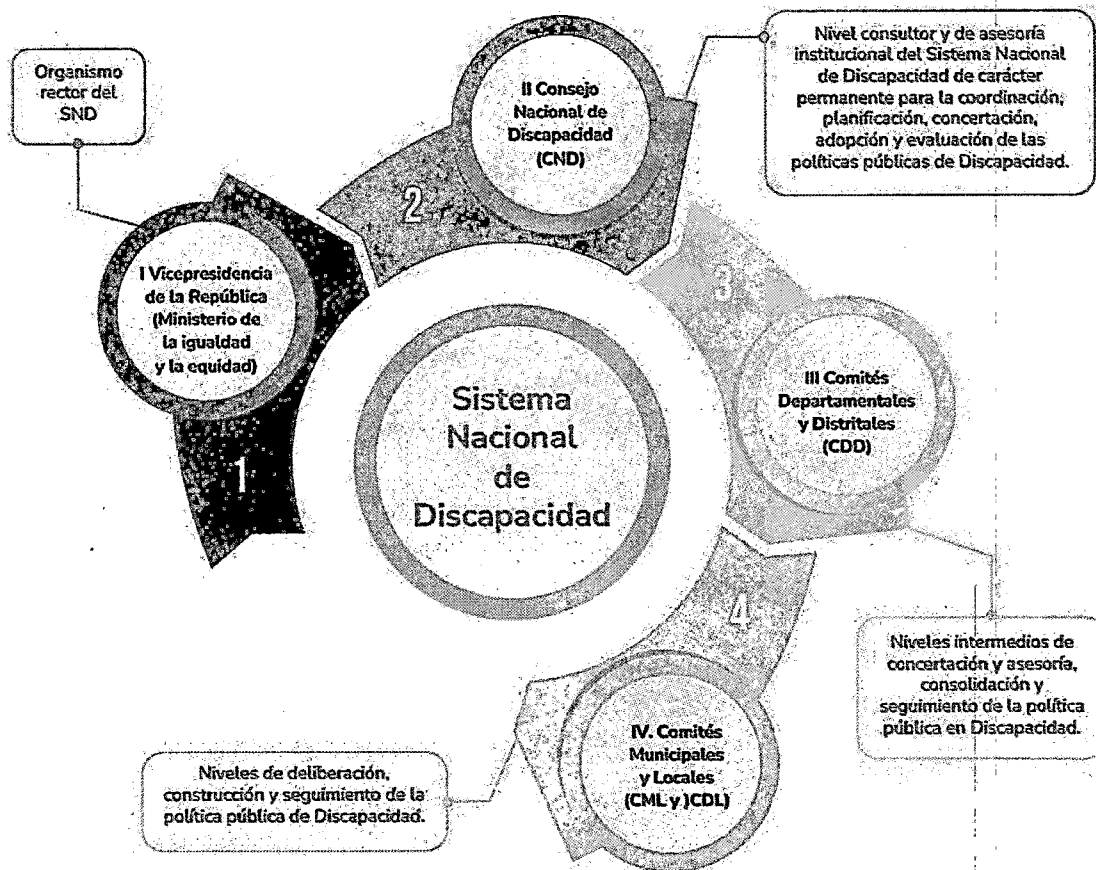 Organismo
rector del
SND
1
I Vicepresidencia
de la República
(Ministerio de
la igualdad
y la equidad)
2
II Consejo
Nacional de
Discapacidad
(CND)
Nivel consultor y de asesoría
institucional del Sistema Nacional
de Discapacidad de carácter
permanente para la coordinación,
planificación, concertación,
adopción y evaluación de las
políticas públicas de Discapacidad.
3
III Comités
Departamentales
y Distritales
(CDD)
Niveles intermedios de
concertación y asesoría,
consolidación y
seguimiento de la política
pública en Discapacidad.
4
IV. Comités
Municipales
y Locales
(CML y )CDL)
Niveles de deliberación,
construcción y seguimiento de la
política pública de Discapacidad.
Sistema
Nacional
de
Discapacidad